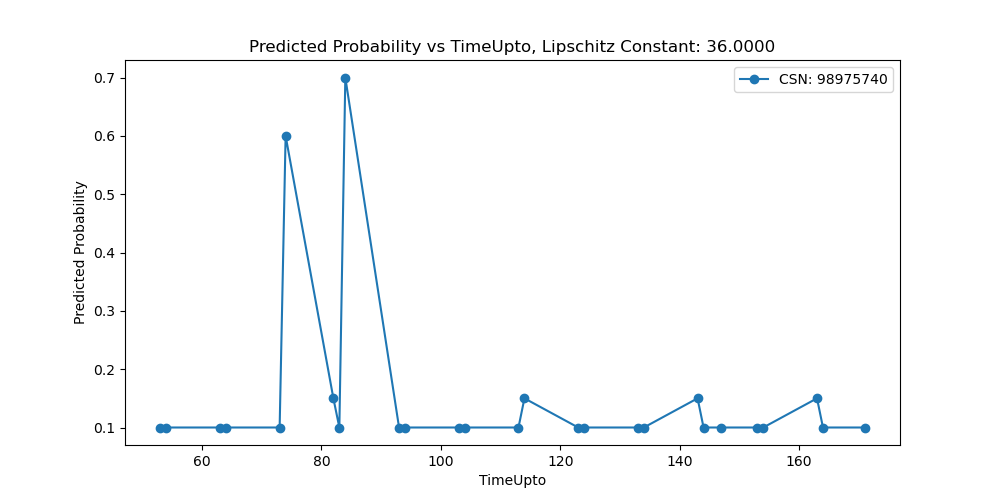 Predicted Probability vs TimeUpto, Lipschitz Constant: 36.0000
CSN: 98975740
Predicted Probability
0.7
0.6
0.5
0.4
0.3
0.2
0.1
60 80 100 120 140 160
TimeUpto